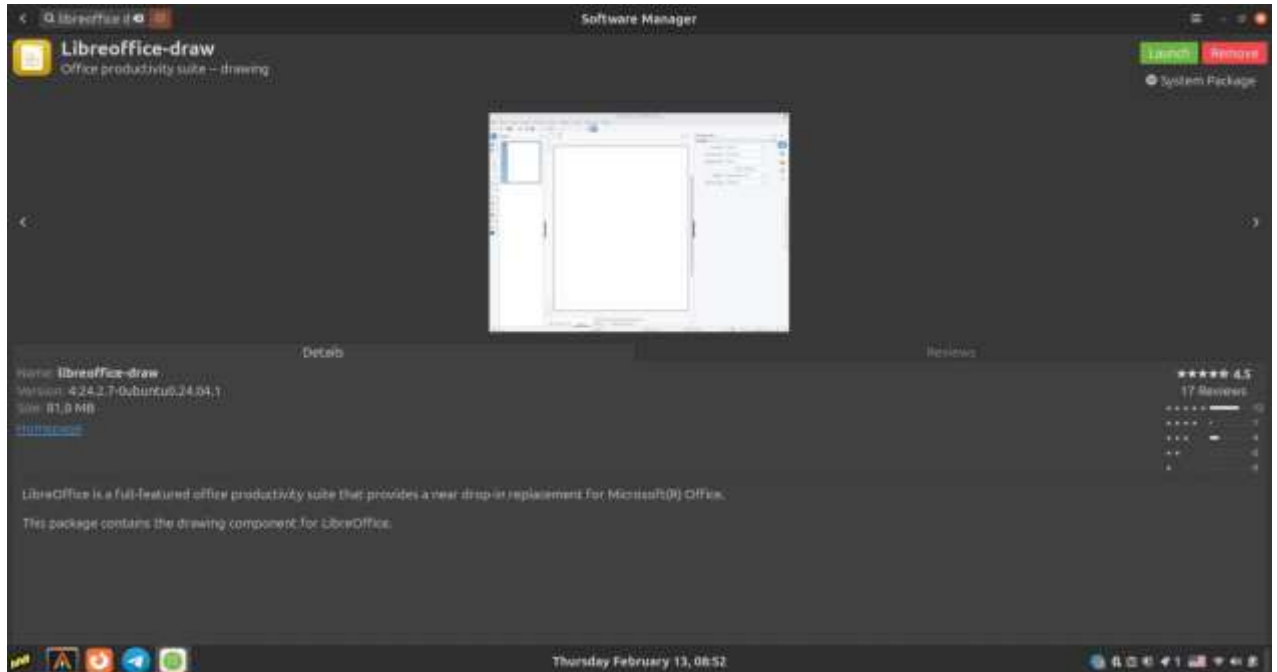 libreoffice d
Software Manager
Libreoffice-draw
Office productivity suite – drawing
Launch
Remove
System Package
Details
Reviews
Name: libreoffice-draw
Version: 4:24.2.7-0ubuntu0.24.04.1
Size: 81,8 MB
Homepage
4.5
17 Reviews
LibreOffice is a full-featured office productivity suite that provides a near drop-in replacement for Microsoft(R) Office.
This package contains the drawing component for LibreOffice.
Thursday February 13, 08:52